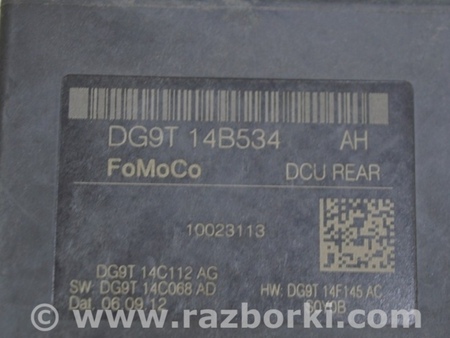 DG9T 14B534 AH
FoMoCo DCU REAR
10023113
DG9T 14C112 AG
SW: DG9T 14C068 AD HW: DG9T 14F145 AC
Dat. 06 09 12
www.razborki.com